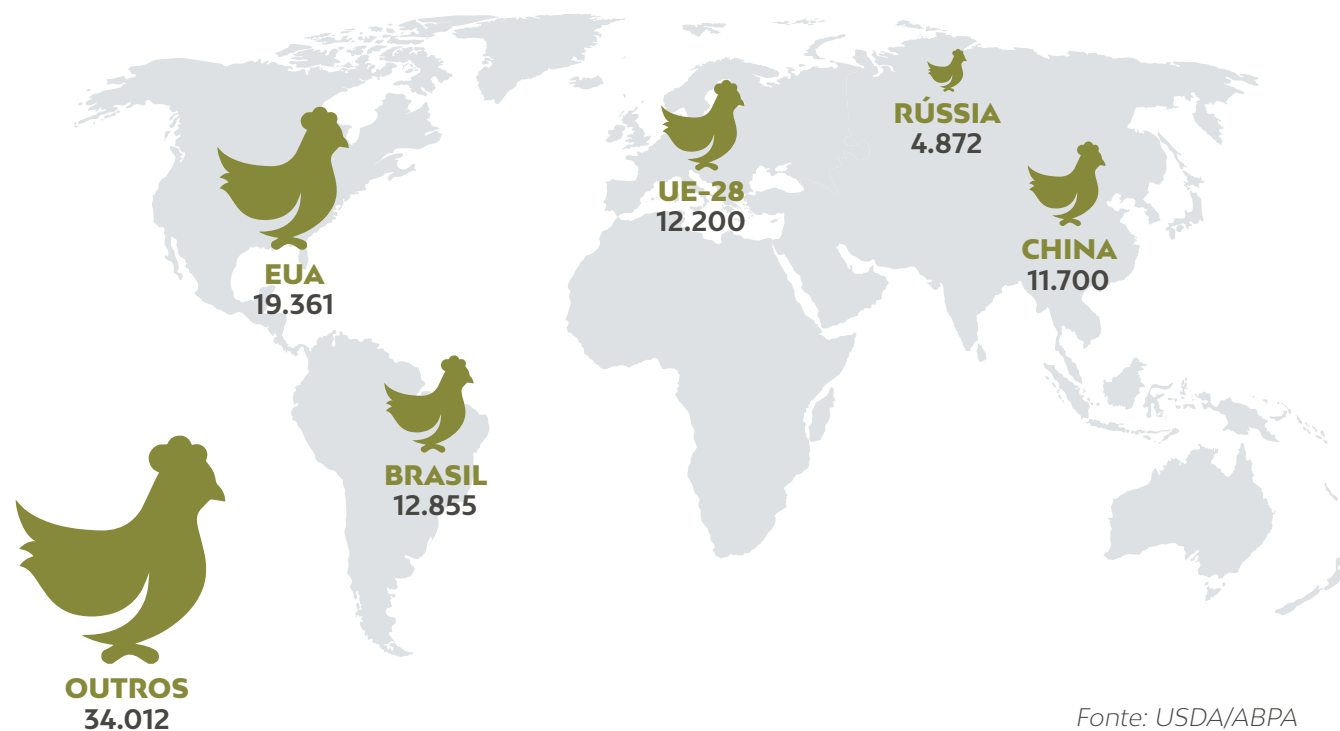 RÚSSIA
4.872
UE-28
12.200
CHINA
11.700
EUA
19.361
BRASIL
12.855
OUTROS
34.012
Fonte: USDA/ABPA